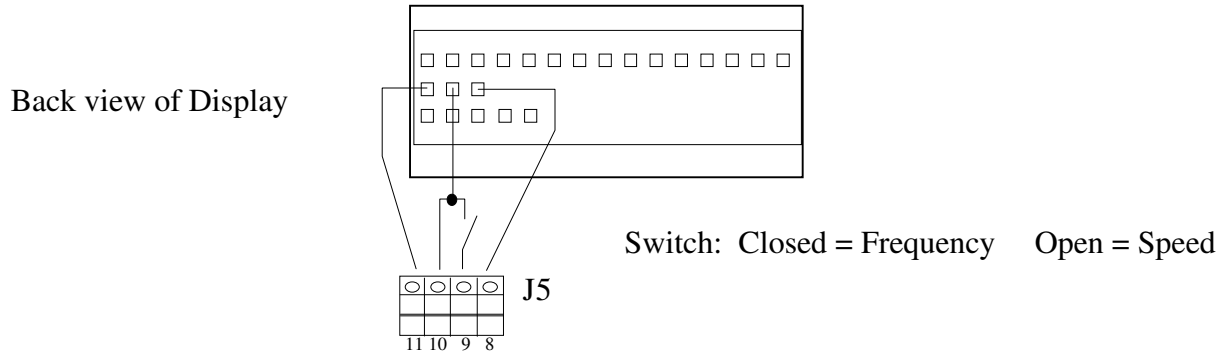 Back view of Display
Switch: Closed = Frequency Open = Speed
J5
11 10 9 8